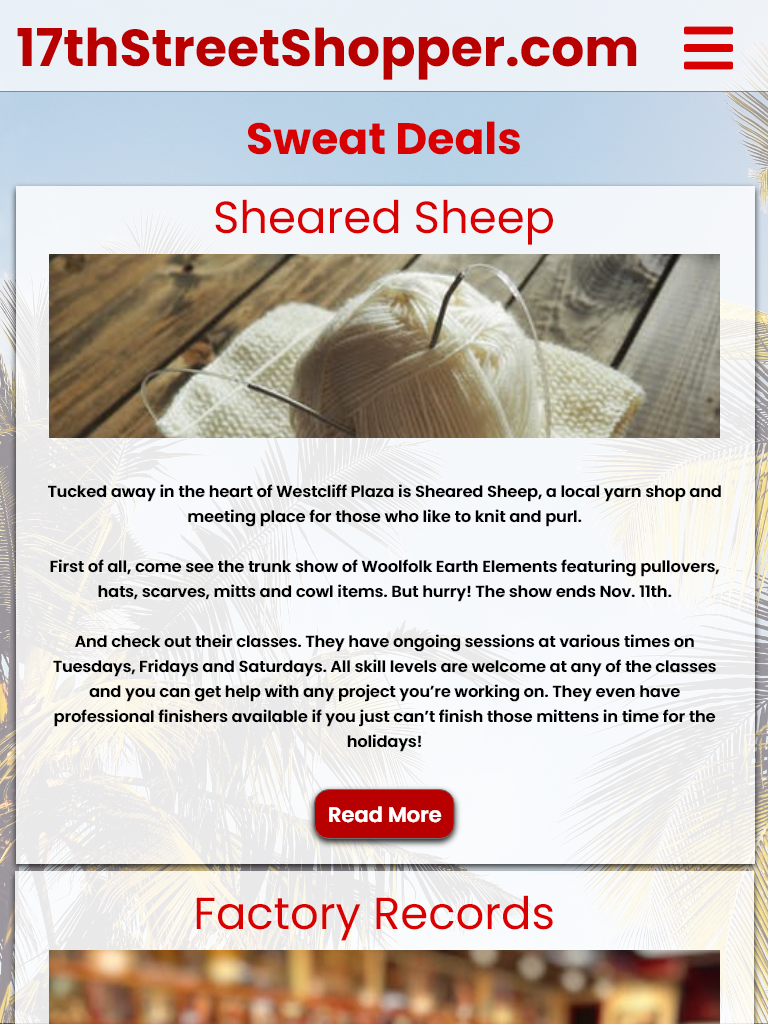 17thStreetShopper.com
Sweat Deals
Sheared Sheep
Tucked away in the heart of Westcliff Plaza is Sheared Sheep, a local yarn shop and
meeting place for those who like to knit and purl.
First of all, come see the trunk show of Woolfolk Earth Elements featuring pullovers,
hats, scarves, mitts and cowl items. But hurry! The show ends Nov. 11th.
And check out their classes. They have ongoing sessions at various times on
Tuesdays, Fridays and Saturdays. All skill levels are welcome at any of the classes
and you can get help with any project you’re working on. They even have
professional finishers available if you just can’t finish those mittens in time for the
holidays!
Read More
Factory Records